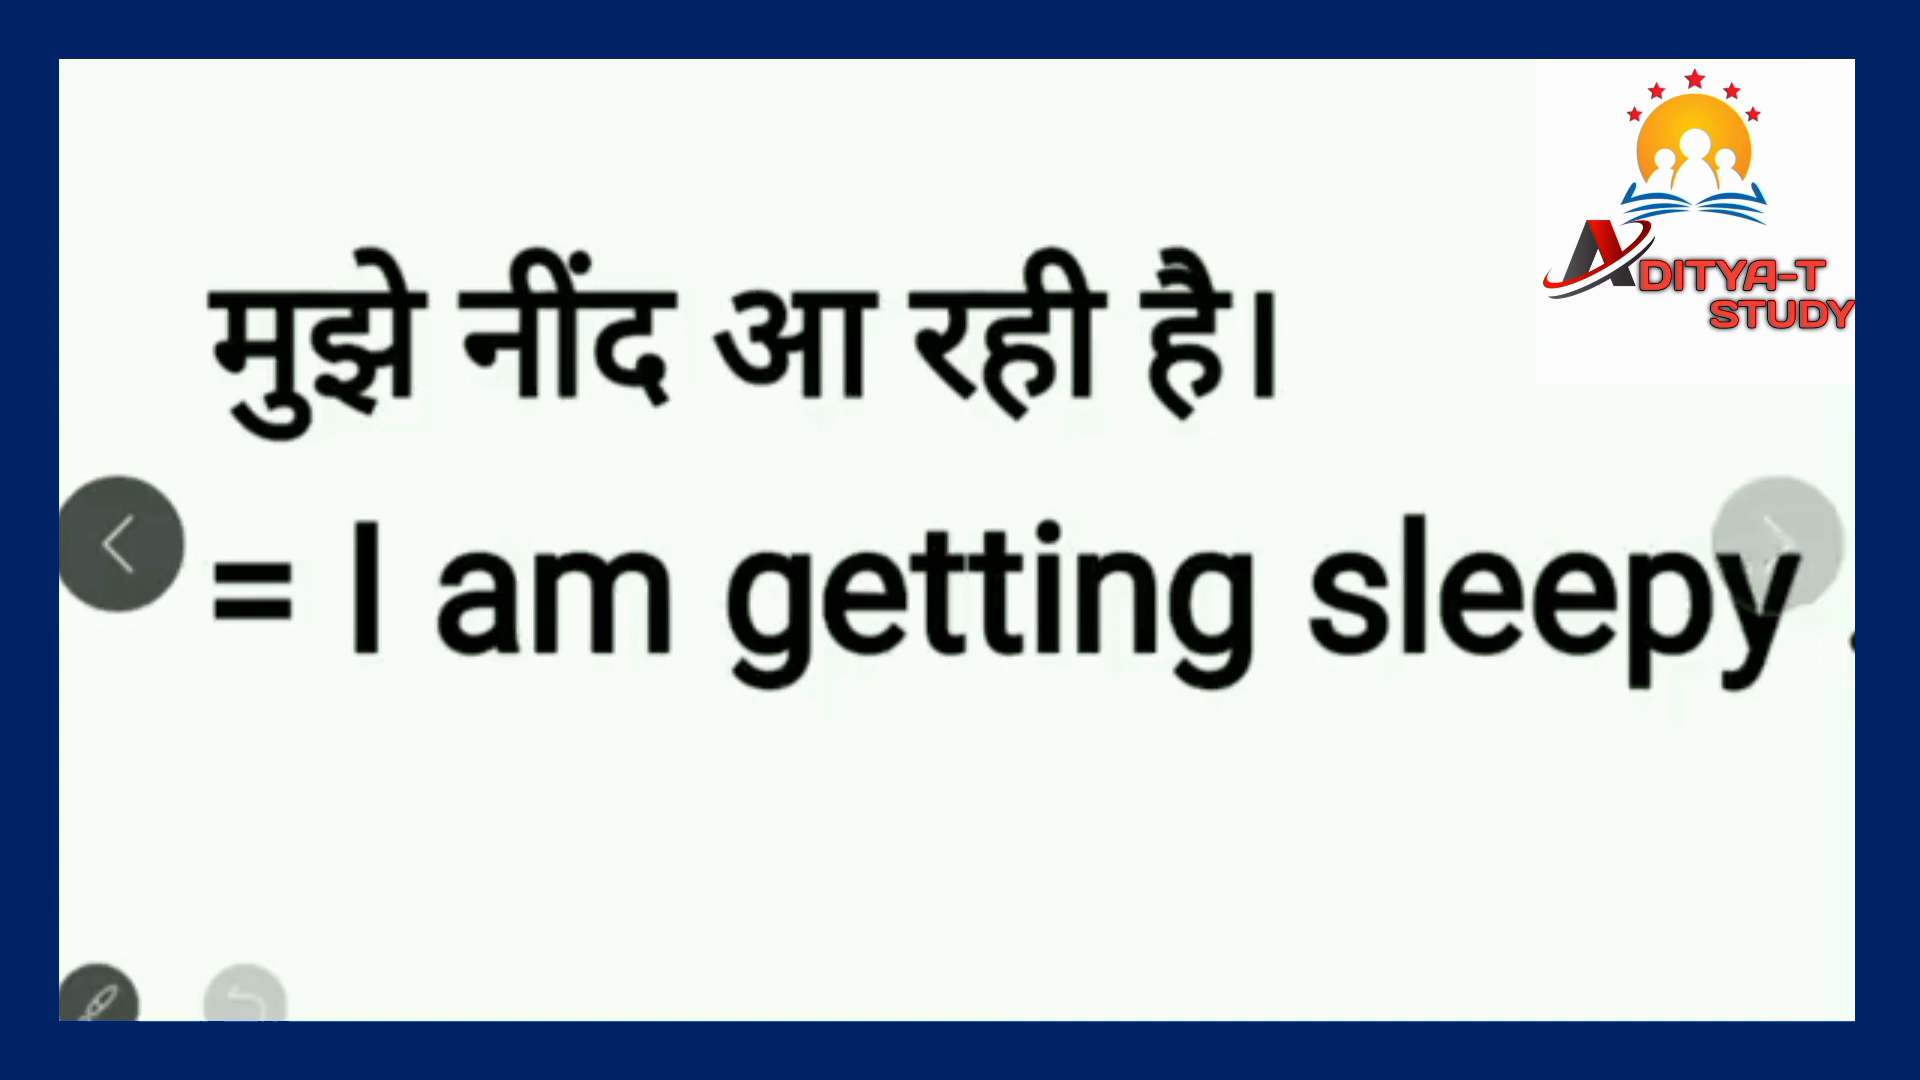 ADITYA-T
STUDY
मुझे नींद आ रही है।
= I am getting sleepy .